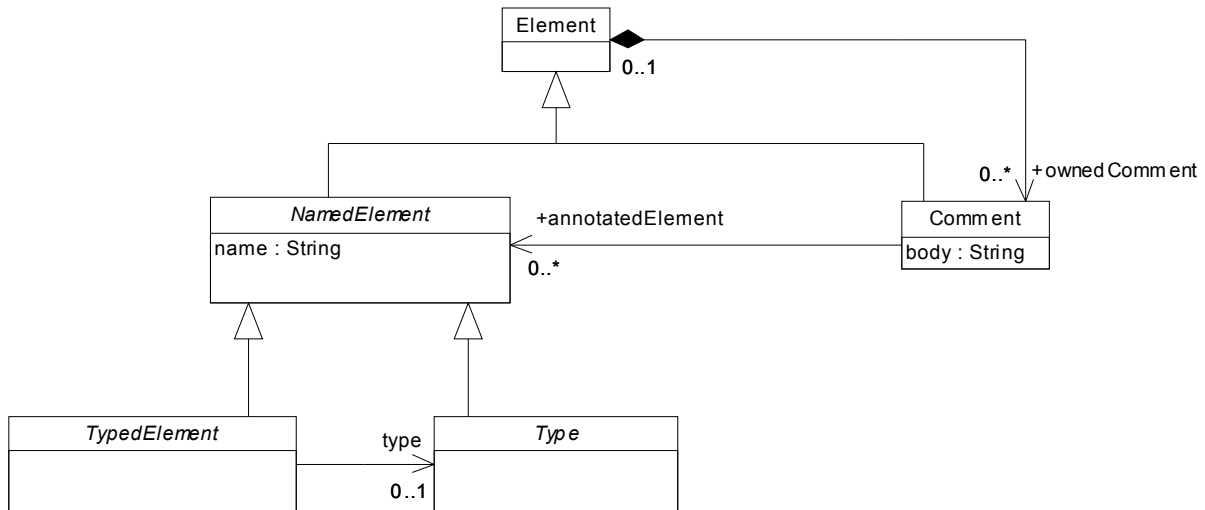 Element
0..1
0..* +ownedComment
NamedElement
name : String
+annotatedElement
0..*
Comment
body : String
TypedElement
type
0..1
Type